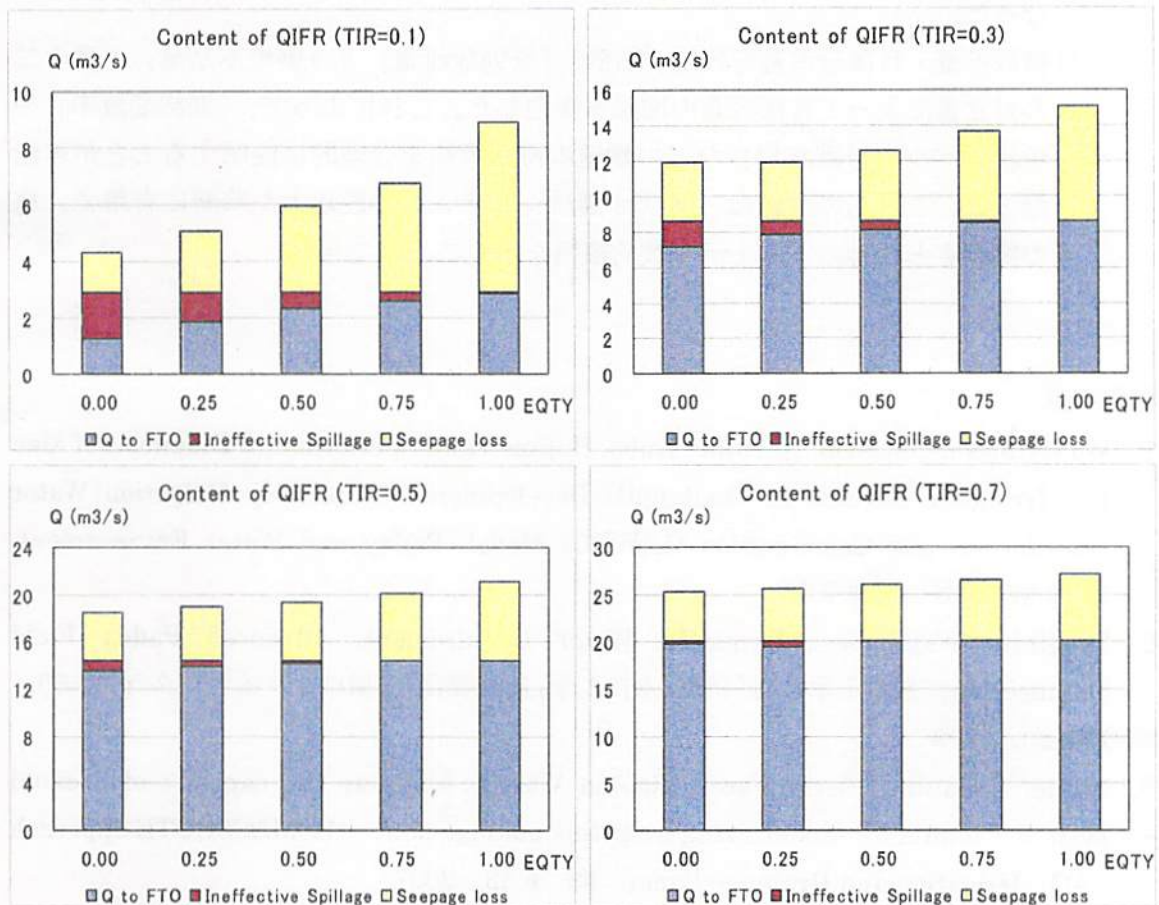 Content of QIFR (TIR=0.1)
Q (m3/s)
10
8
6
4
2
0
0.00 0.25 0.50 0.75 1.00 EQTY
Q to FTO Ineffective Spillage Seepage loss
Content of QIFR (TIR=0.3)
Q (m3/s)
16
14
12
10
8
6
4
2
0
0.00 0.25 0.50 0.75 1.00 EQTY
Q to FTO Ineffective Spillage Seepage loss
Content of QIFR (TIR=0.5)
Q (m3/s)
24
20
16
12
8
4
0
0.00 0.25 0.50 0.75 1.00 EQTY
Q to FTO Ineffective Spillage Seepage loss
Content of QIFR (TIR=0.7)
Q (m3/s)
30
25
20
15
10
5
0
0.00 0.25 0.50 0.75 1.00 EQTY
Q to FTO Ineffective Spillage Seepage loss